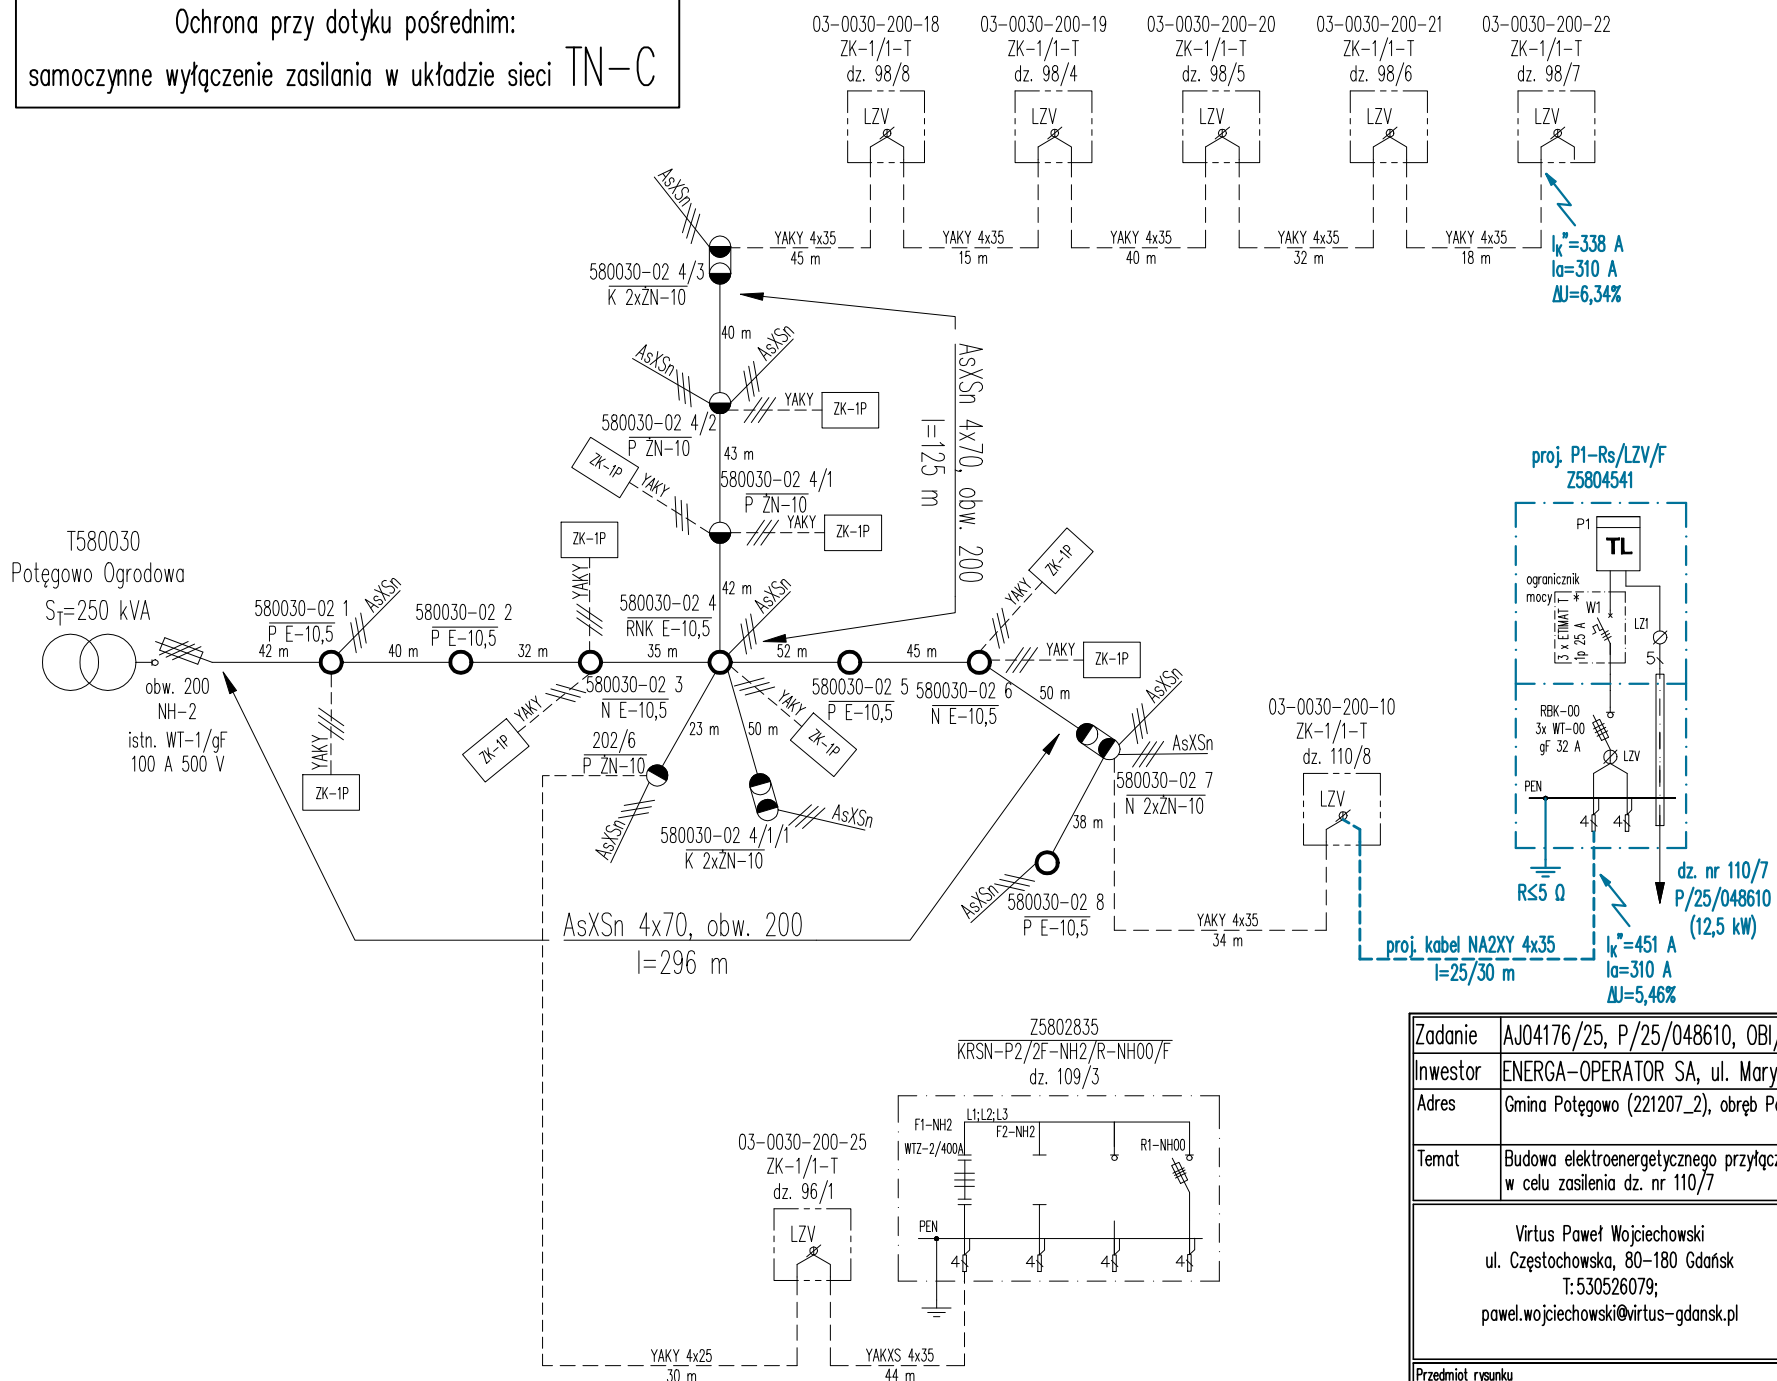 Ochrona przy dotyku pośrednim:
samoczynne wyłączenie zasilania w układzie sieci TN-C
03-0030-200-18
ZK-1/1-T
dz. 98/8
LZV
03-0030-200-19
ZK-1/1-T
dz. 98/4
LZV
03-0030-200-20
ZK-1/1-T
dz. 98/5
LZV
03-0030-200-21
ZK-1/1-T
dz. 98/6
LZV
03-0030-200-22
ZK-1/1-T
dz. 98/7
LZV
YAKY 4x35
45 m
YAKY 4x35
15 m
YAKY 4x35
40 m
YAKY 4x35
32 m
YAKY 4x35
18 m
Ik"=338 A
Ia=310 A
ΔU=6,34%
AsXSn
580030-02 4/3
K 2xŻN-10
40 m
AsXSn
AsXSn
580030-02 4/2
P ŻN-10
YAKY
ZK-1P
43 m
ZK-1P
YAKY
580030-02 4/1
P ŻN-10
YAKY
ZK-1P
42 m
AsXSn 4x70, obw. 200
l=125 m
T580030
Potęgowo Ogrodowa
ST=250 kVA
obw. 200
NH-2
istn. WT-1/gF
100 A 500 V
42 m
580030-02 1
P E-10,5
AsXSn
YAKY
ZK-1P
40 m
580030-02 2
P E-10,5
32 m
ZK-1P
YAKY
580030-02 3
N E-10,5
YAKY
ZK-1P
35 m
580030-02 4
RNK E-10,5
AsXSn
YAKY
ZK-1P
52 m
580030-02 5
P E-10,5
45 m
580030-02 6
N E-10,5
YAKY
ZK-1P
YAKY
ZK-1P
50 m
AsXSn
AsXSn
580030-02 7
N 2xŻN-10
38 m
AsXSn
580030-02 8
P E-10,5
23 m
202/6
P ŻN-10
AsXSn
50 m
580030-02 4/1/1
K 2xŻN-10
AsXSn
AsXSn 4x70, obw. 200
l=296 m
YAKY 4x35
34 m
03-0030-200-10
ZK-1/1-T
dz. 110/8
LZV
proj. kabel NA2XY 4x35
l=25/30 m
proj. P1-Rs/LZV/F
Z5804541
P1
TL
ogranicznik
mocy
*
W1
3 x ETIMAT T
1p 25 A
LZ1
5
RBK-00
3x WT-00
gF 32 A
LZV
PEN
4
4
R≤5 Ω
dz. nr 110/7
P/25/048610
(12,5 kW)
Ik"=451 A
Ia=310 A
ΔU=5,46%
Z5802835
KRSN-P2/2F-NH2/R-NH00/F
dz. 109/3
L1;L2;L3
F1-NH2
WTZ-2/400A
F2-NH2
R1-NH00
PEN
4
4
4
4
03-0030-200-25
ZK-1/1-T
dz. 96/1
LZV
YAKY 4x25
30 m
YAKXS 4x35
44 m
Zadanie AJ04176/25, P/25/048610, OBI/
Inwestor ENERGA-OPERATOR SA, ul. Mary
Adres Gmina Potęgowo (221207_2), obręb Po
Temat Budowa elektroenergetycznego przyłącz
w celu zasilenia dz. nr 110/7
Virtus Paweł Wojciechowski
ul. Częstochowska, 80-180 Gdańsk
T:530526079;
pawel.wojciechowski@virtus-gdansk.pl
Przedmiot rysunku